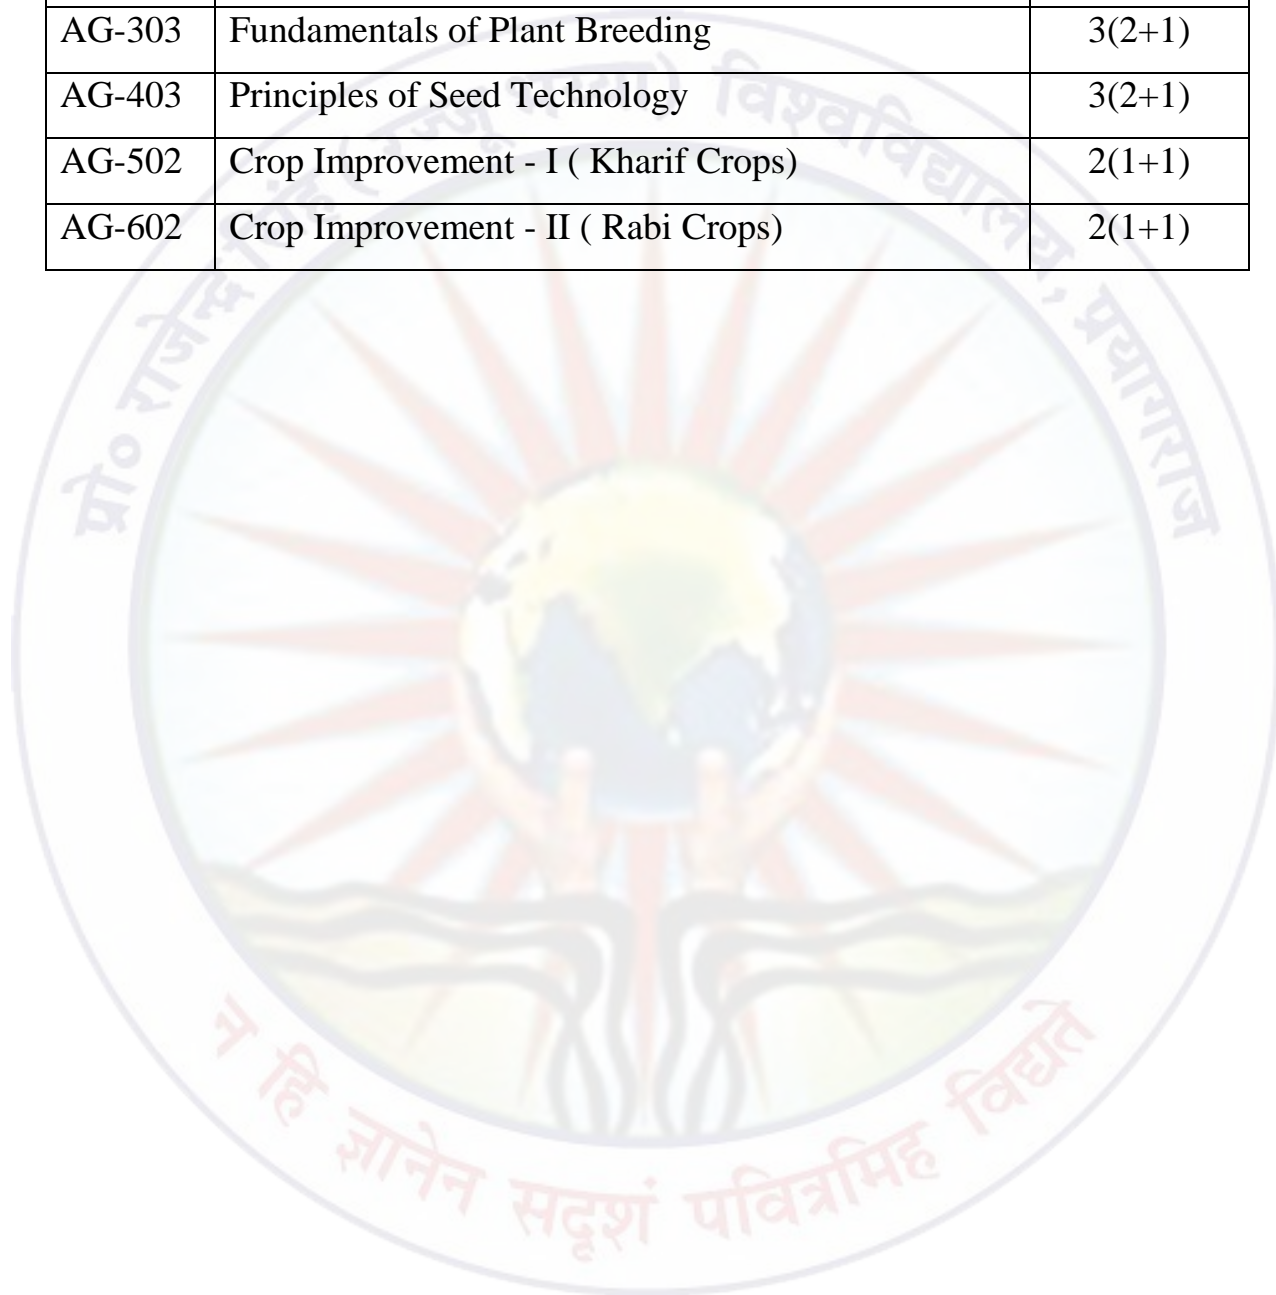 AG-303 Fundamentals of Plant Breeding 3(2+1)
AG-403 Principles of Seed Technology 3(2+1)
AG-502 Crop Improvement - I ( Kharif Crops) 2(1+1)
AG-602 Crop Improvement - II ( Rabi Crops) 2(1+1)
प्रो० राजेन्द्र सिंह ( रज्जू भय्या) विश्वविद्यालय, प्रयागराज
न हि ज्ञानेन सदृशं पवित्रमिह विद्यते